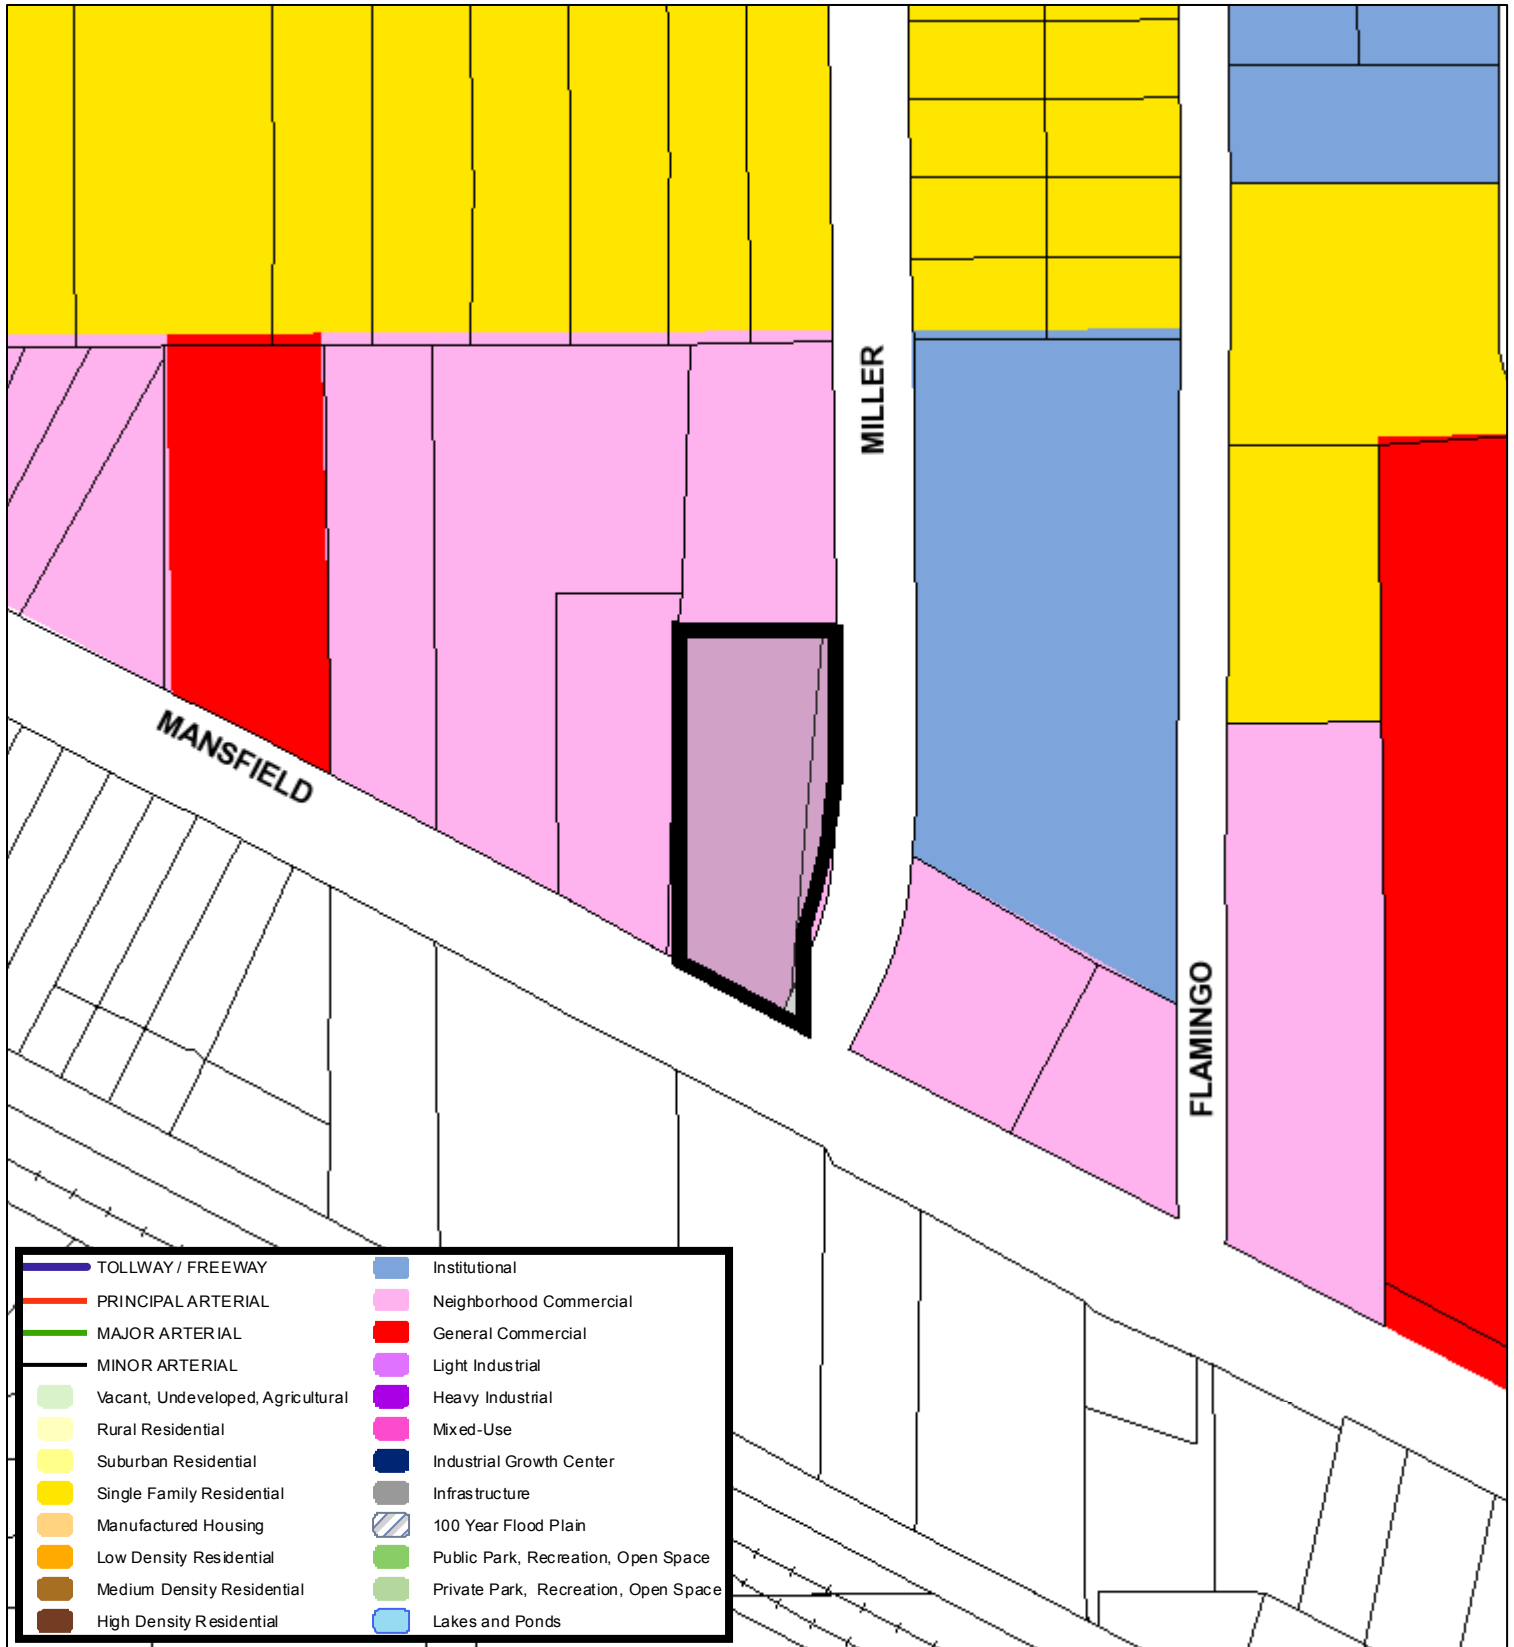 MILLER
MANSFIELD
FLAMINGO
TOLLWAY / FREEWAY
PRINCIPAL ARTERIAL
MAJOR ARTERIAL
MINOR ARTERIAL
Vacant, Undeveloped, Agricultural
Rural Residential
Suburban Residential
Single Family Residential
Manufactured Housing
Low Density Residential
Medium Density Residential
High Density Residential
Institutional
Neighborhood Commercial
General Commercial
Light Industrial
Heavy Industrial
Mixed-Use
Industrial Growth Center
Infrastructure
100 Year Flood Plain
Public Park, Recreation, Open Space
Private Park, Recreation, Open Space
Lakes and Ponds